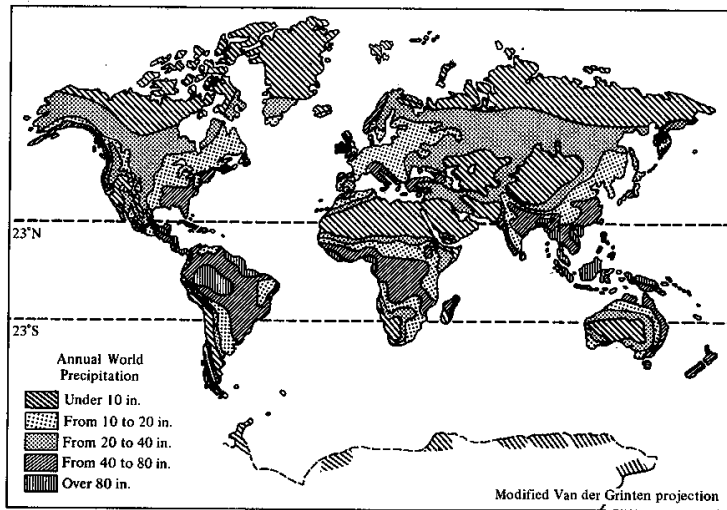 23°N
23°S
Annual World
Precipitation
Under 10 in.
From 10 to 20 in.
From 20 to 40 in.
From 40 to 80 in.
Over 80 in.
Modified Van der Grinten projection